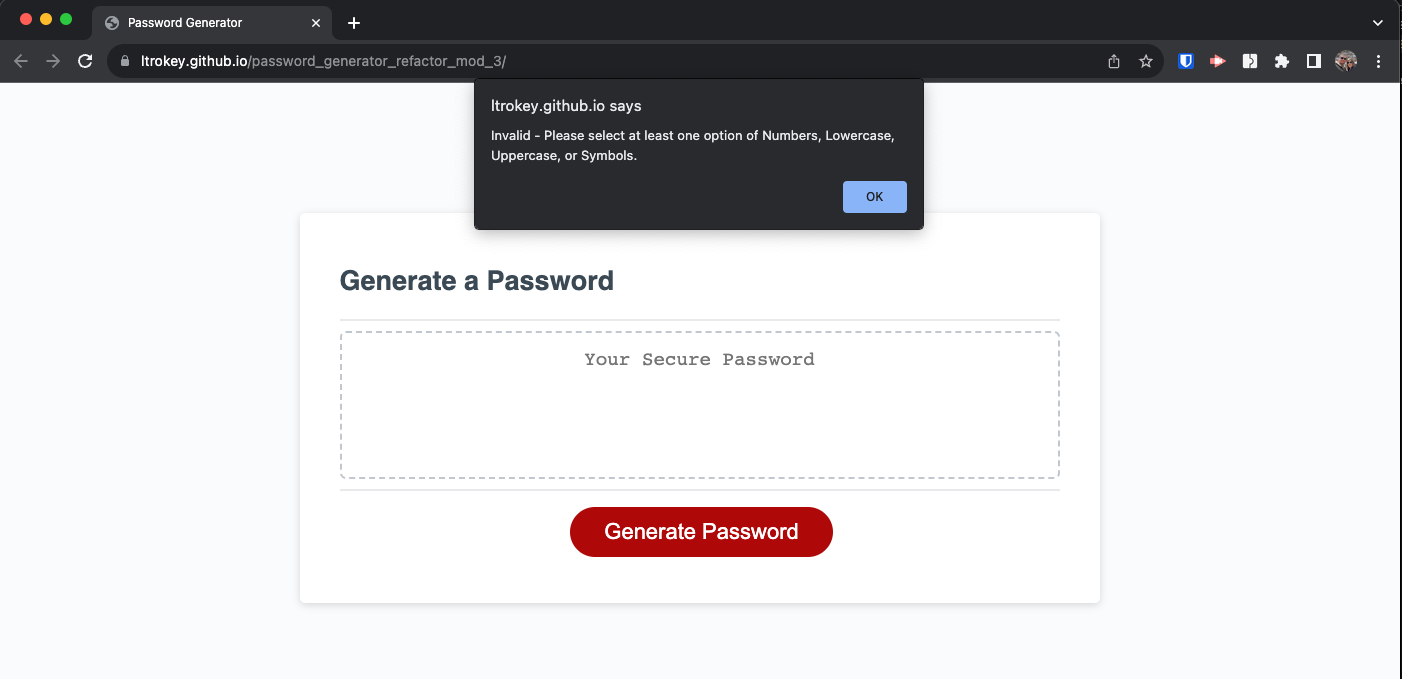 Password Generator
ltrokey.github.io/password_generator_refactor_mod_3/
ltrokey.github.io says
Invalid - Please select at least one option of Numbers, Lowercase,
Uppercase, or Symbols.
OK
Generate a Password
Your Secure Password
Generate Password